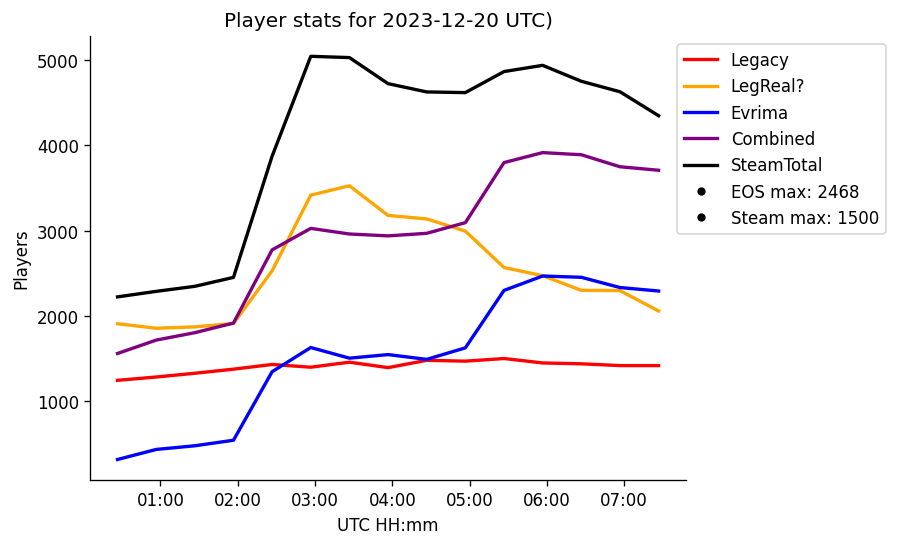 Player stats for 2023-12-20 UTC)
Legacy
LegReal?
Evrima
Combined
SteamTotal
EOS max: 2468
Steam max: 1500
Players
5000
4000
3000
2000
1000
01:00 02:00 03:00 04:00 05:00 06:00 07:00
UTC HH:mm